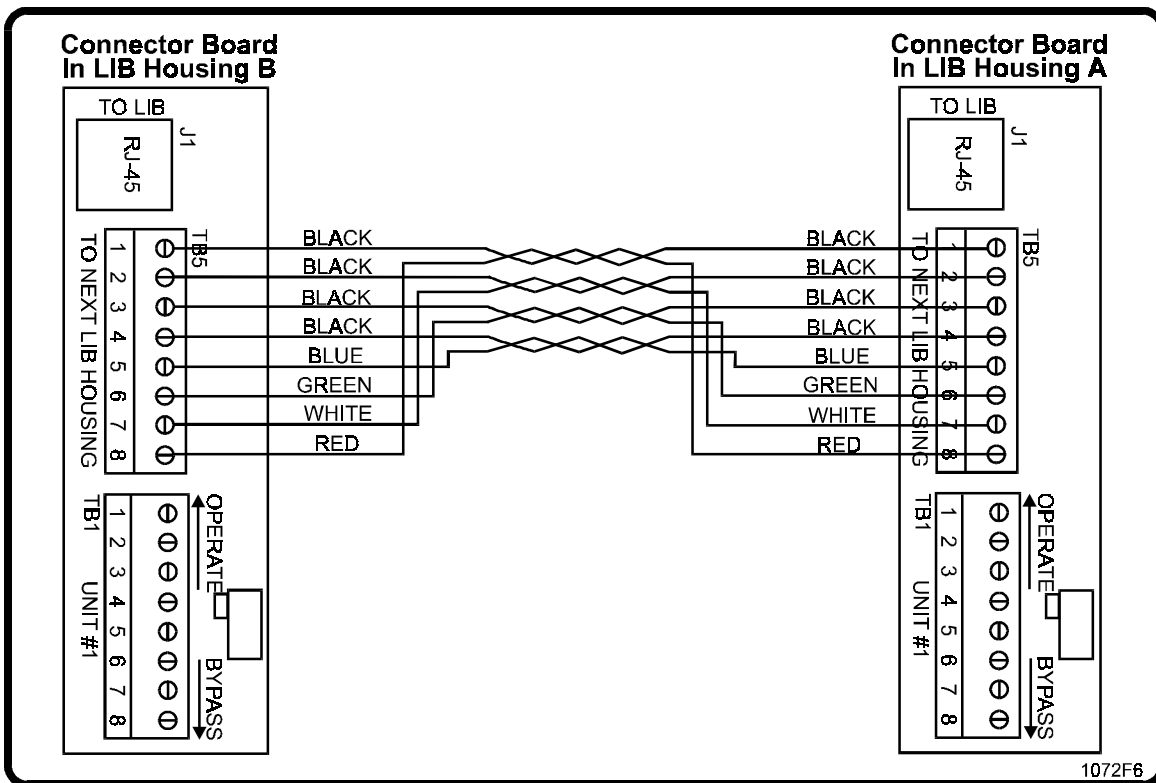 Connector Board
In LIB Housing B
TO LIB
J1
RJ-45
TB5
TO NEXT LIB HOUSING
1
2
3
4
5
6
7
8
BLACK
BLACK
BLACK
BLACK
BLUE
GREEN
WHITE
RED
TB1
UNIT #1
1
2
3
4
5
6
7
8
OPERATE
BYPASS
Connector Board
In LIB Housing A
TO LIB
J1
RJ-45
BLACK
BLACK
BLACK
BLACK
BLUE
GREEN
WHITE
RED
TO NEXT LIB HOUSING
1
2
3
4
5
6
7
8
TB5
TB1
UNIT #1
1
2
3
4
5
6
7
8
OPERATE
BYPASS
1072F6